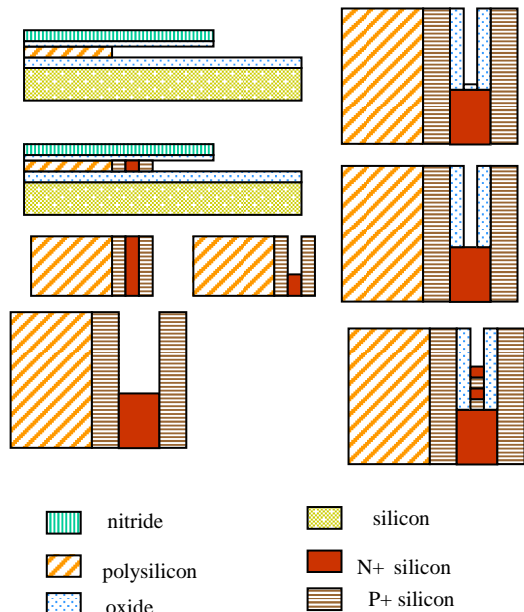 nitride
silicon
polysilicon
N+ silicon
oxide
P+ silicon